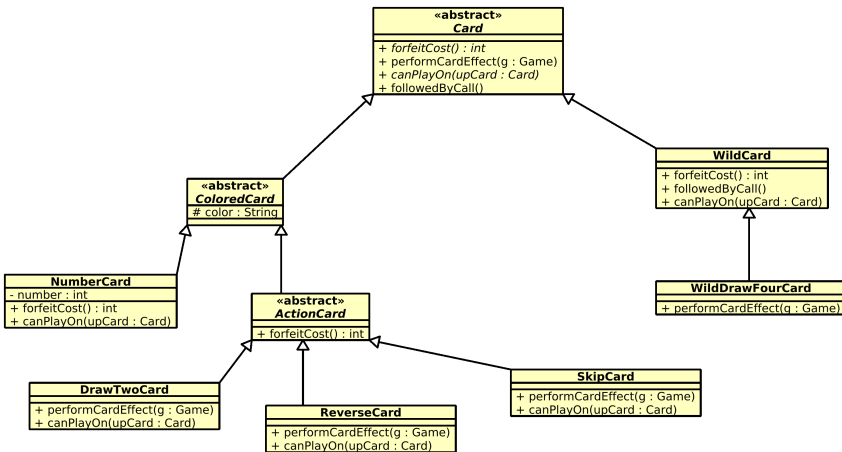 «abstract»
Card
+ forfeitCost() : int
+ performCardEffect(g : Game)
+ canPlayOn(upCard : Card)
+ followedByCall()
WildCard
+ forfeitCost() : int
+ followedByCall()
+ canPlayOn(upCard : Card)
«abstract»
ColoredCard
# color : String
NumberCard
- number : int
+ forfeitCost() : int
+ canPlayOn(upCard : Card)
«abstract»
ActionCard
+ forfeitCost() : int
WildDrawFourCard
+ performCardEffect(g : Game)
DrawTwoCard
+ performCardEffect(g : Game)
+ canPlayOn(upCard : Card)
ReverseCard
+ performCardEffect(g : Game)
+ canPlayOn(upCard : Card)
SkipCard
+ performCardEffect(g : Game)
+ canPlayOn(upCard : Card)